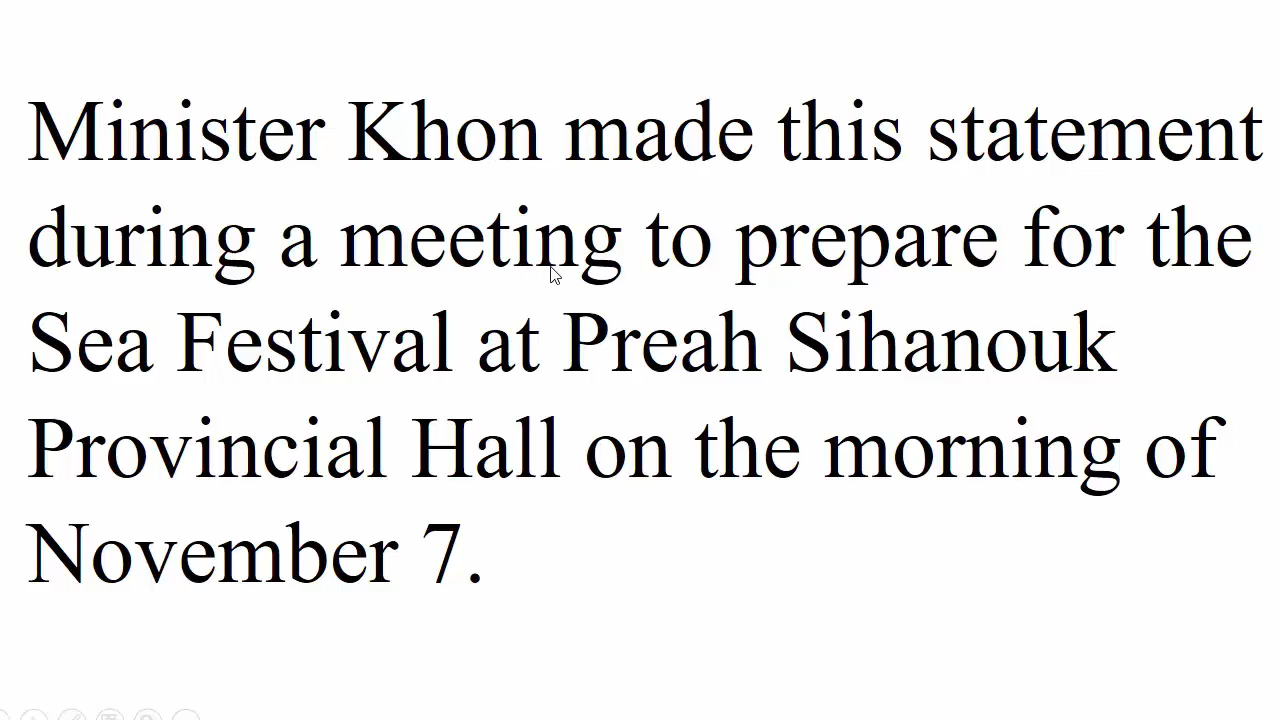 Minister Khon made this statement
during a meeting to prepare for the
Sea Festival at Preah Sihanouk
Provincial Hall on the morning of
November 7.